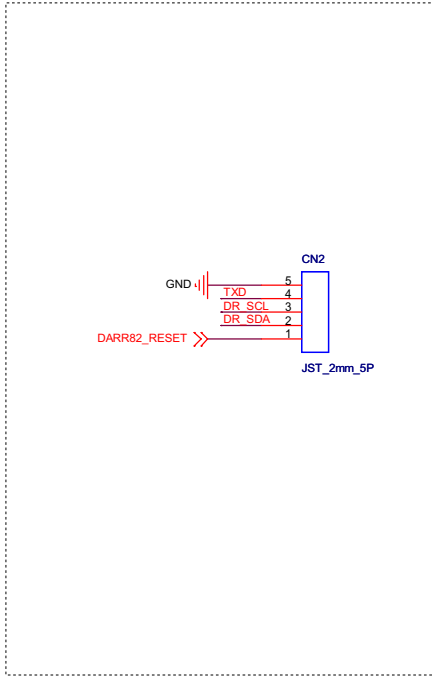 CN2
GND 5
TXD 4
DR_SCL 3
DR_SDA 2
DARR82_RESET 1
JST_2mm_5P